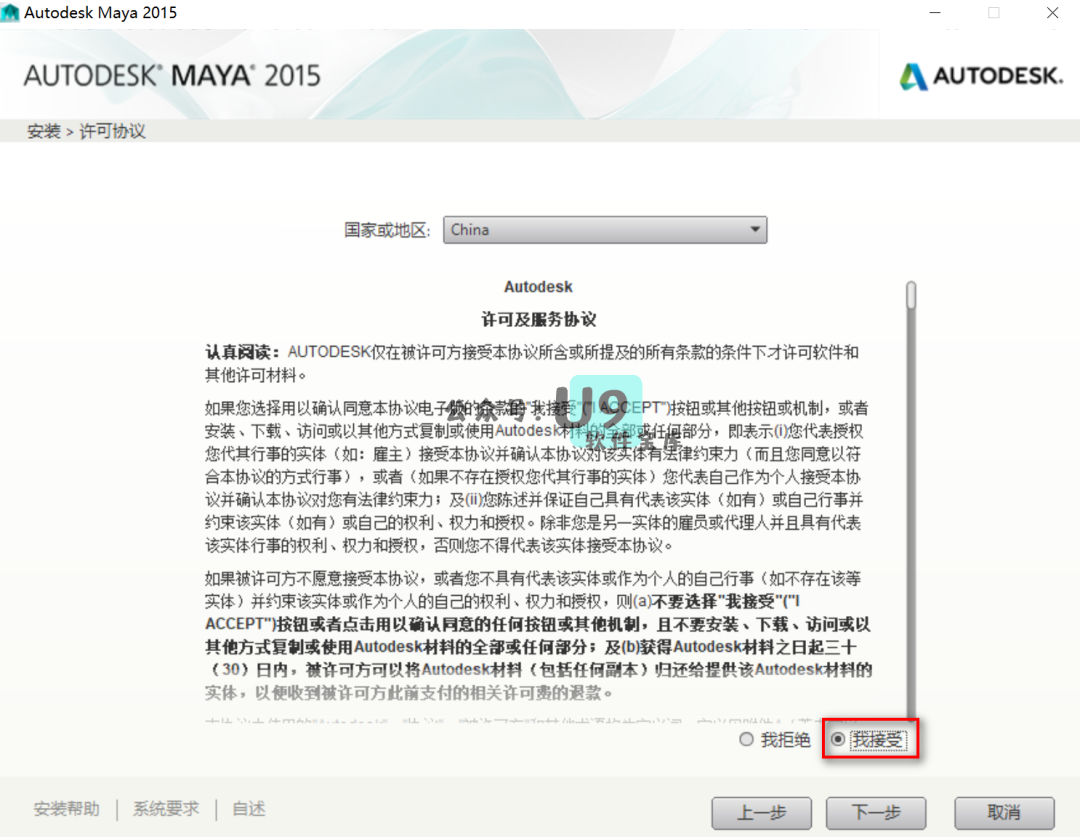 Autodesk Maya 2015
AUTODESK® MAYA® 2015
AUTODESK.
安装 > 许可协议
国家或地区: China
Autodesk
许可及服务协议
认真阅读：AUTODESK仅在被许可方接受本协议所含或所提及的所有条款的条件下才许可软件和
其他许可材料。
如果您选择用以确认同意本协议电子版的条款的"我接受"("I ACCEPT")按钮或其他按钮或机制，或者
安装、下载、访问或以其他方式复制或使用Autodesk材料的全部或任何部分，即表示(i)您代表授权
您代其行事的实体（如：雇主）接受本协议并确认本协议对该实体有法律约束力（而且您同意以符
合本协议的方式行事），或者（如果不存在授权您代其行事的实体）您代表自己作为个人接受本协
议并确认本协议对您有法律约束力；及(ii)您陈述并保证自己具有代表该实体（如有）或自己行事并
约束该实体（如有）或自己的权利、权力和授权。除非您是另一实体的雇员或代理人并且具有代表
该实体行事的权利、权力和授权，否则您不得代表该实体接受本协议。
公众号：U9
软件宝库
如果被许可方不愿意接受本协议，或者您不具有代表该实体或作为个人的自己行事（如不存在该等
实体）并约束该实体或作为个人的自己的权利、权力和授权，则(a)不要选择"我接受"("I
ACCEPT")按钮或者点击用以确认同意的任何按钮或其他机制，且不要安装、下载、访问或以
其他方式复制或使用Autodesk材料的全部或任何部分；及(b)获得Autodesk材料之日起三十
（30）日内，被许可方可以将Autodesk材料（包括任何副本）归还给提供该Autodesk材料的
实体，以便收到被许可方此前支付的相关许可费的退款。
我拒绝 我接受
安装帮助 | 系统要求 | 自述
上一步 下一步 取消